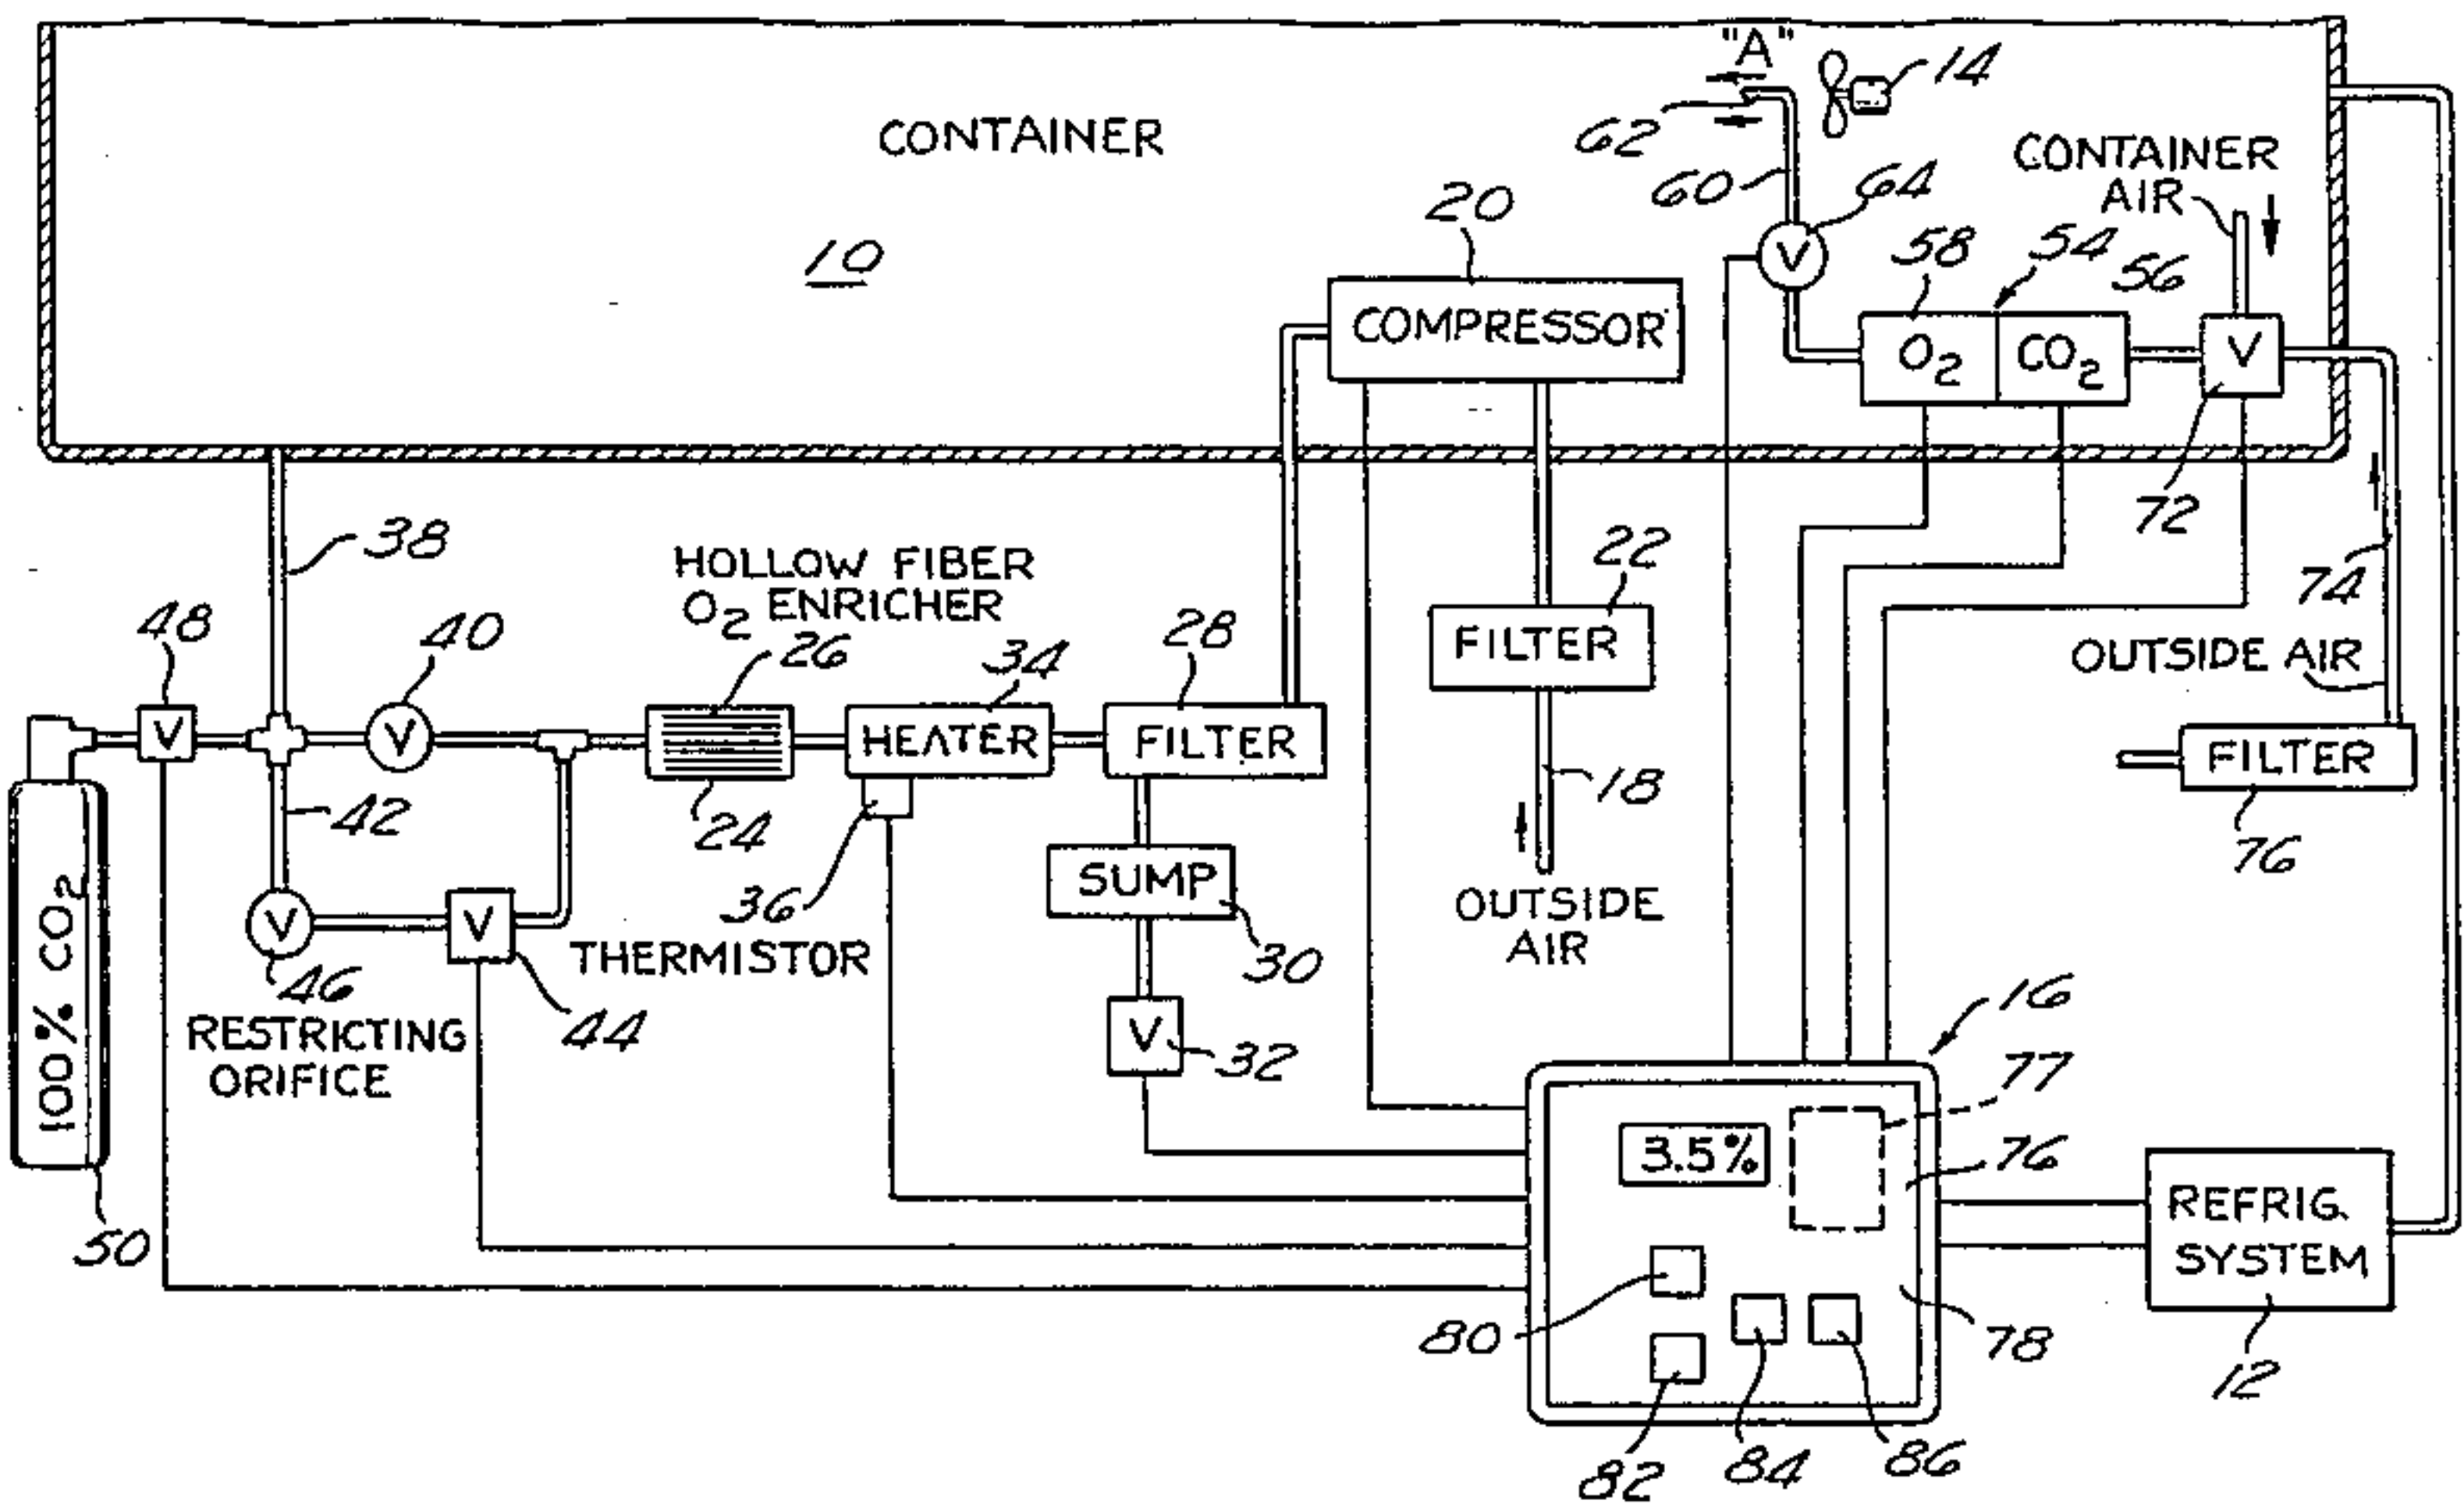 "A"
14
62
CONTAINER
CONTAINER
AIR
60
64
20
10
58
54
56
V
COMPRESSOR
O2
CO2
V
72
38
HOLLOW FIBER
O2 ENRICHER
22
74
48
40
26
34
28
FILTER
OUTSIDE AIR
V
V
HEATER
FILTER
FILTER
18
42
24
76
36
SUMP
OUTSIDE
AIR
V
V
THERMISTOR
30
46
44
RESTRICTING
ORIFICE
100% CO2
V
32
16
77
3.5%
76
REFRIG.
SYSTEM
50
80
78
12
82
84
86